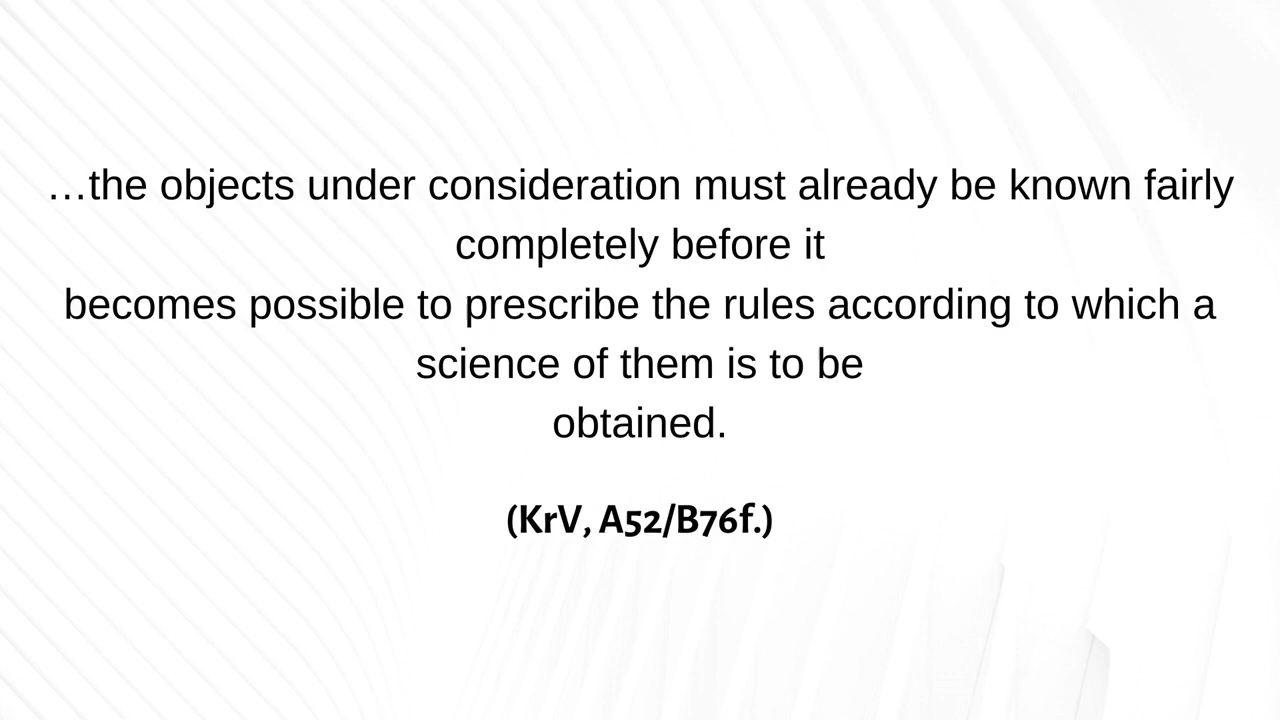 …the objects under consideration must already be known fairly
completely before it
becomes possible to prescribe the rules according to which a
science of them is to be
obtained.
(KrV, A52/B76f.)